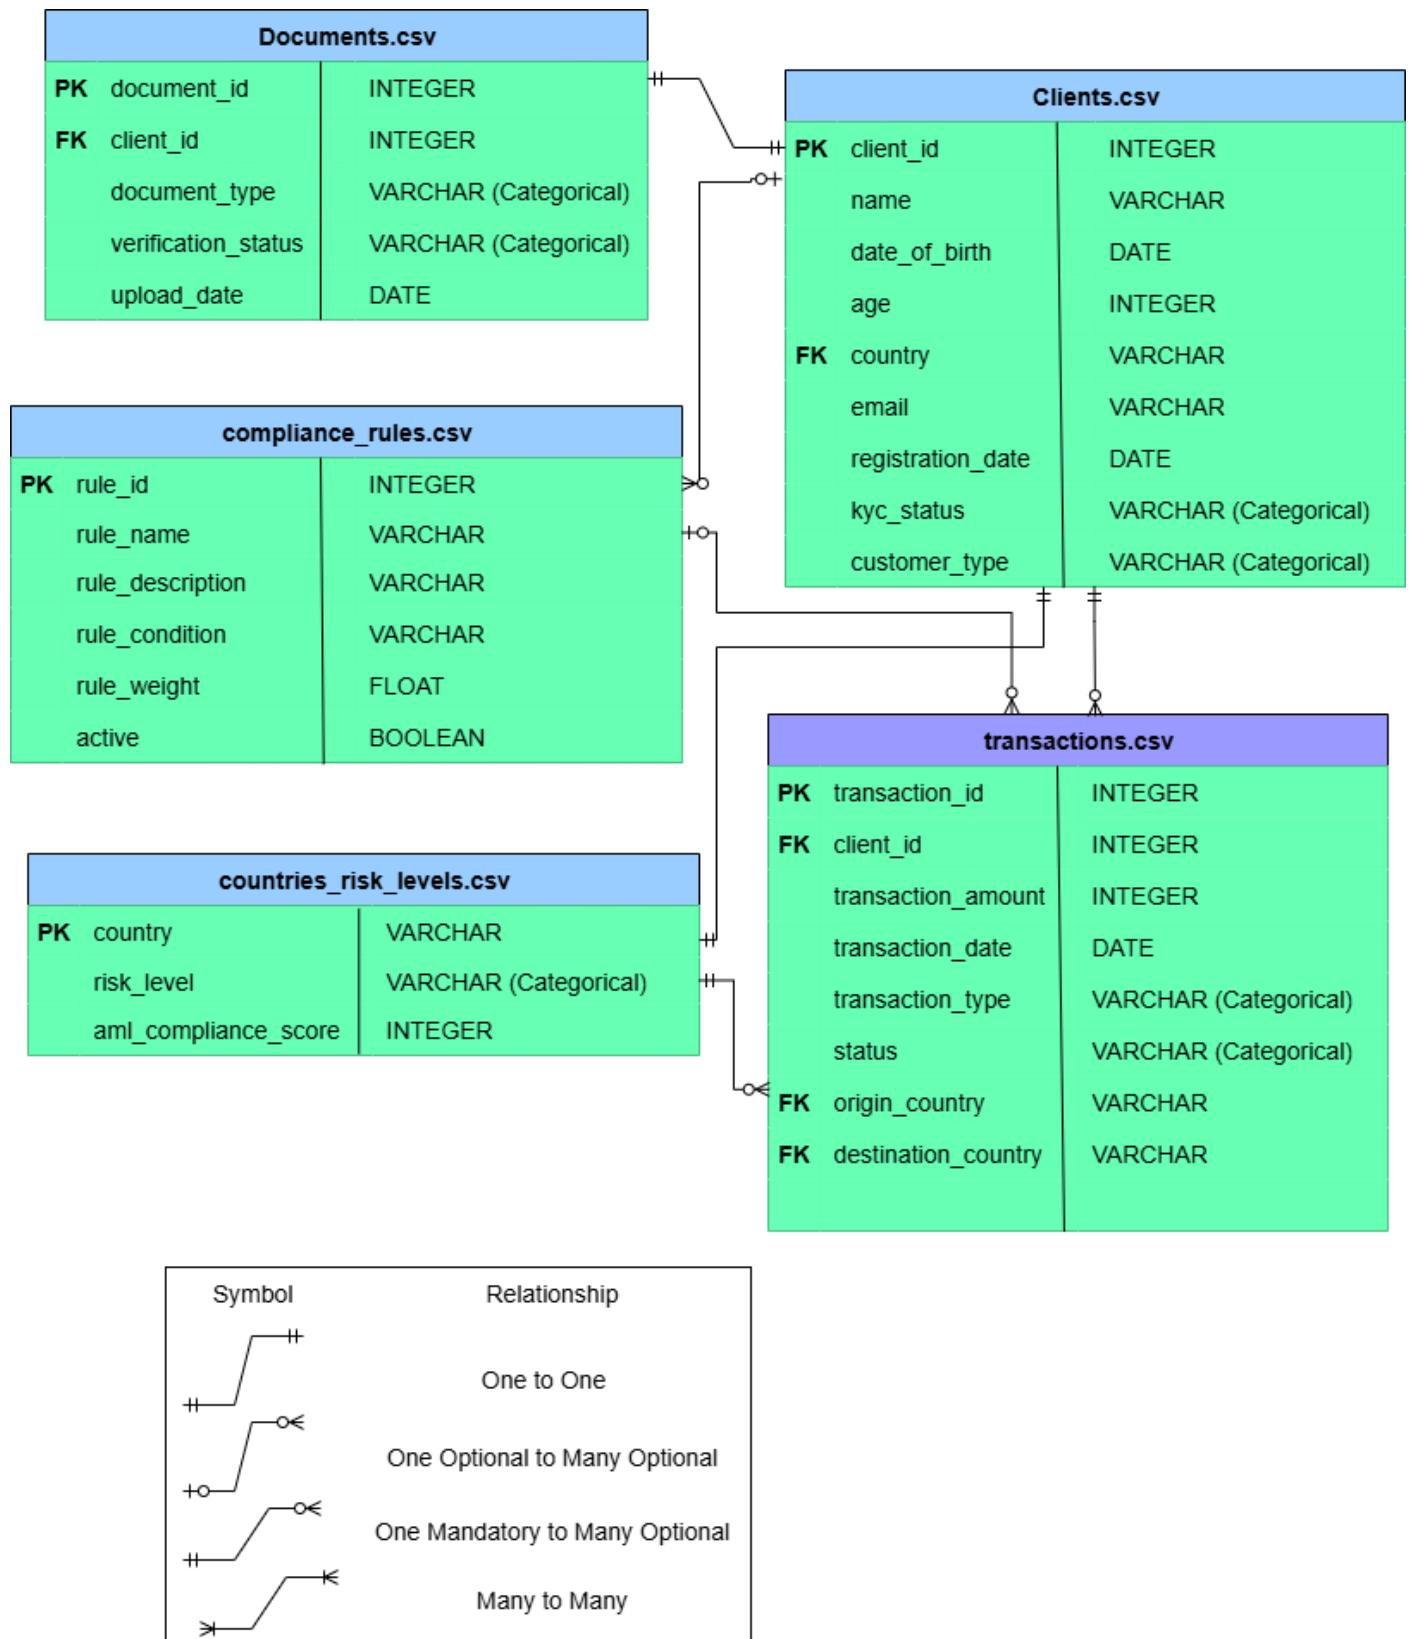 Documents.csv
PK document_id INTEGER
FK client_id INTEGER
document_type VARCHAR (Categorical)
verification_status VARCHAR (Categorical)
upload_date DATE
Clients.csv
PK client_id INTEGER
name VARCHAR
date_of_birth DATE
age INTEGER
FK country VARCHAR
email VARCHAR
registration_date DATE
kyc_status VARCHAR (Categorical)
customer_type VARCHAR (Categorical)
compliance_rules.csv
PK rule_id INTEGER
rule_name VARCHAR
rule_description VARCHAR
rule_condition VARCHAR
rule_weight FLOAT
active BOOLEAN
transactions.csv
PK transaction_id INTEGER
FK client_id INTEGER
transaction_amount INTEGER
transaction_date DATE
transaction_type VARCHAR (Categorical)
status VARCHAR (Categorical)
FK origin_country VARCHAR
FK destination_country VARCHAR
countries_risk_levels.csv
PK country VARCHAR
risk_level VARCHAR (Categorical)
aml_compliance_score INTEGER
Symbol Relationship
One to One
One Optional to Many Optional
One Mandatory to Many Optional
Many to Many